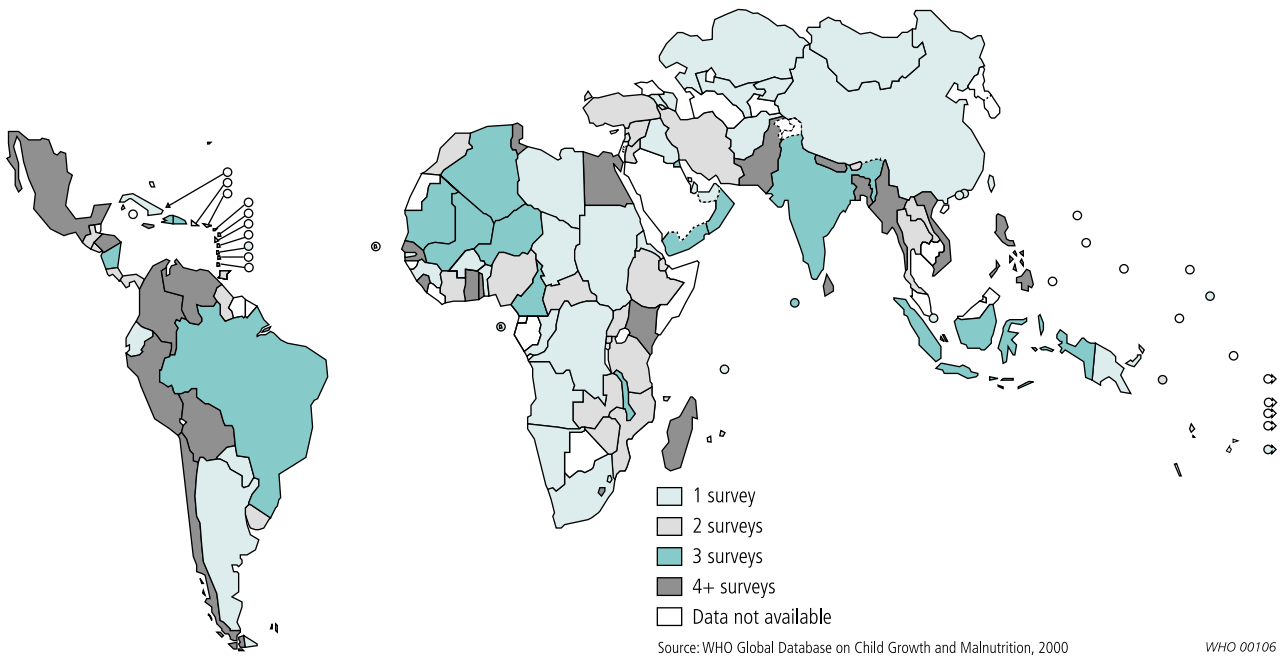 1 survey
2 surveys
3 surveys
4+ surveys
Data not available
Source: WHO Global Database on Child Growth and Malnutrition, 2000
WHO 00106